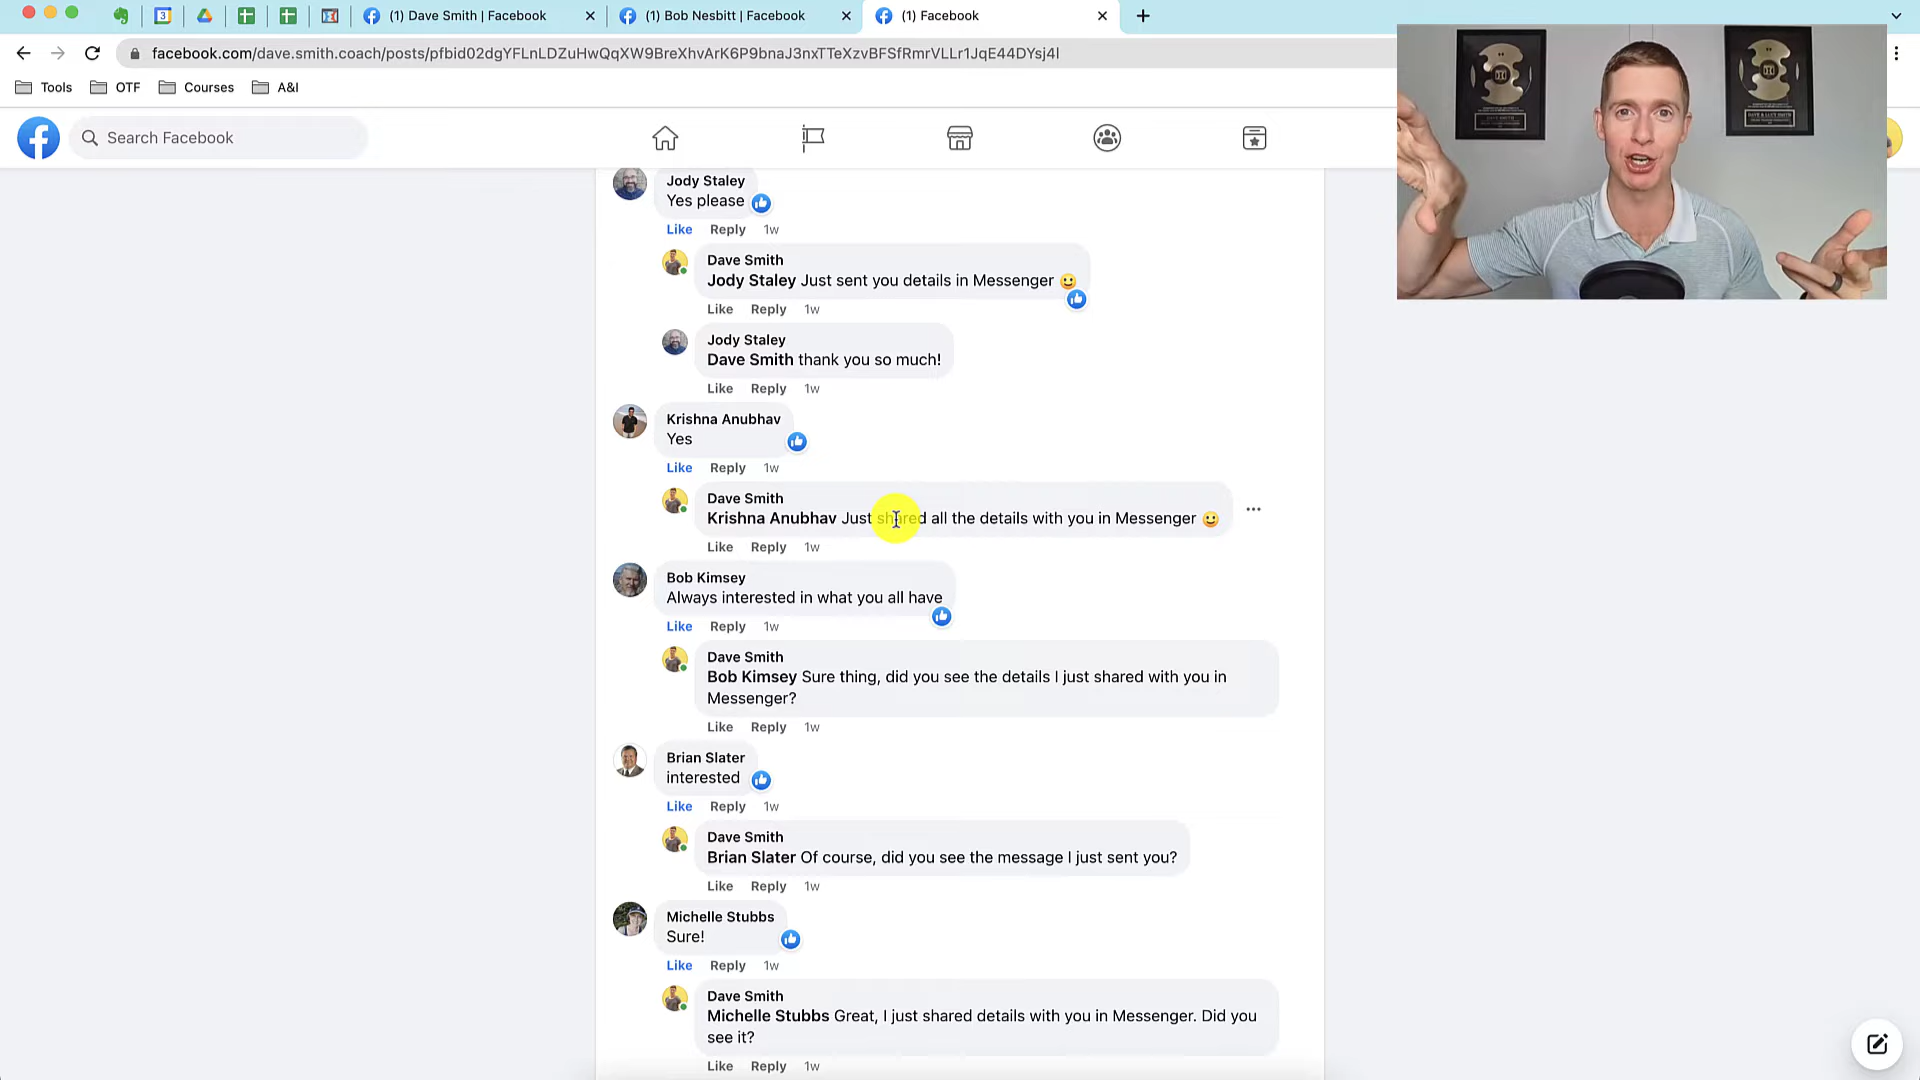 (1) Dave Smith | Facebook
(1) Bob Nesbitt | Facebook
(1) Facebook
facebook.com/dave.smith.coach/posts/pfbid02dgYFLnLDZuHwQqXW9BreXhvArK6P9bnaJ3nxTTeXzvBFSfRmrVLLr1JqE44DYsj4l
Tools
OTF
Courses
A&I
Search Facebook
Jody Staley
Yes please
Like Reply 1w
Dave Smith
Jody Staley Just sent you details in Messenger
Like Reply 1w
Jody Staley
Dave Smith thank you so much!
Like Reply 1w
Krishna Anubhav
Yes
Like Reply 1w
Dave Smith
Krishna Anubhav Just shared all the details with you in Messenger
Like Reply 1w
Bob Kimsey
Always interested in what you all have
Like Reply 1w
Dave Smith
Bob Kimsey Sure thing, did you see the details I just shared with you in
Messenger?
Like Reply 1w
Brian Slater
interested
Like Reply 1w
Dave Smith
Brian Slater Of course, did you see the message I just sent you?
Like Reply 1w
Michelle Stubbs
Sure!
Like Reply 1w
Dave Smith
Michelle Stubbs Great, I just shared details with you in Messenger. Did you
see it?
Like Reply 1w